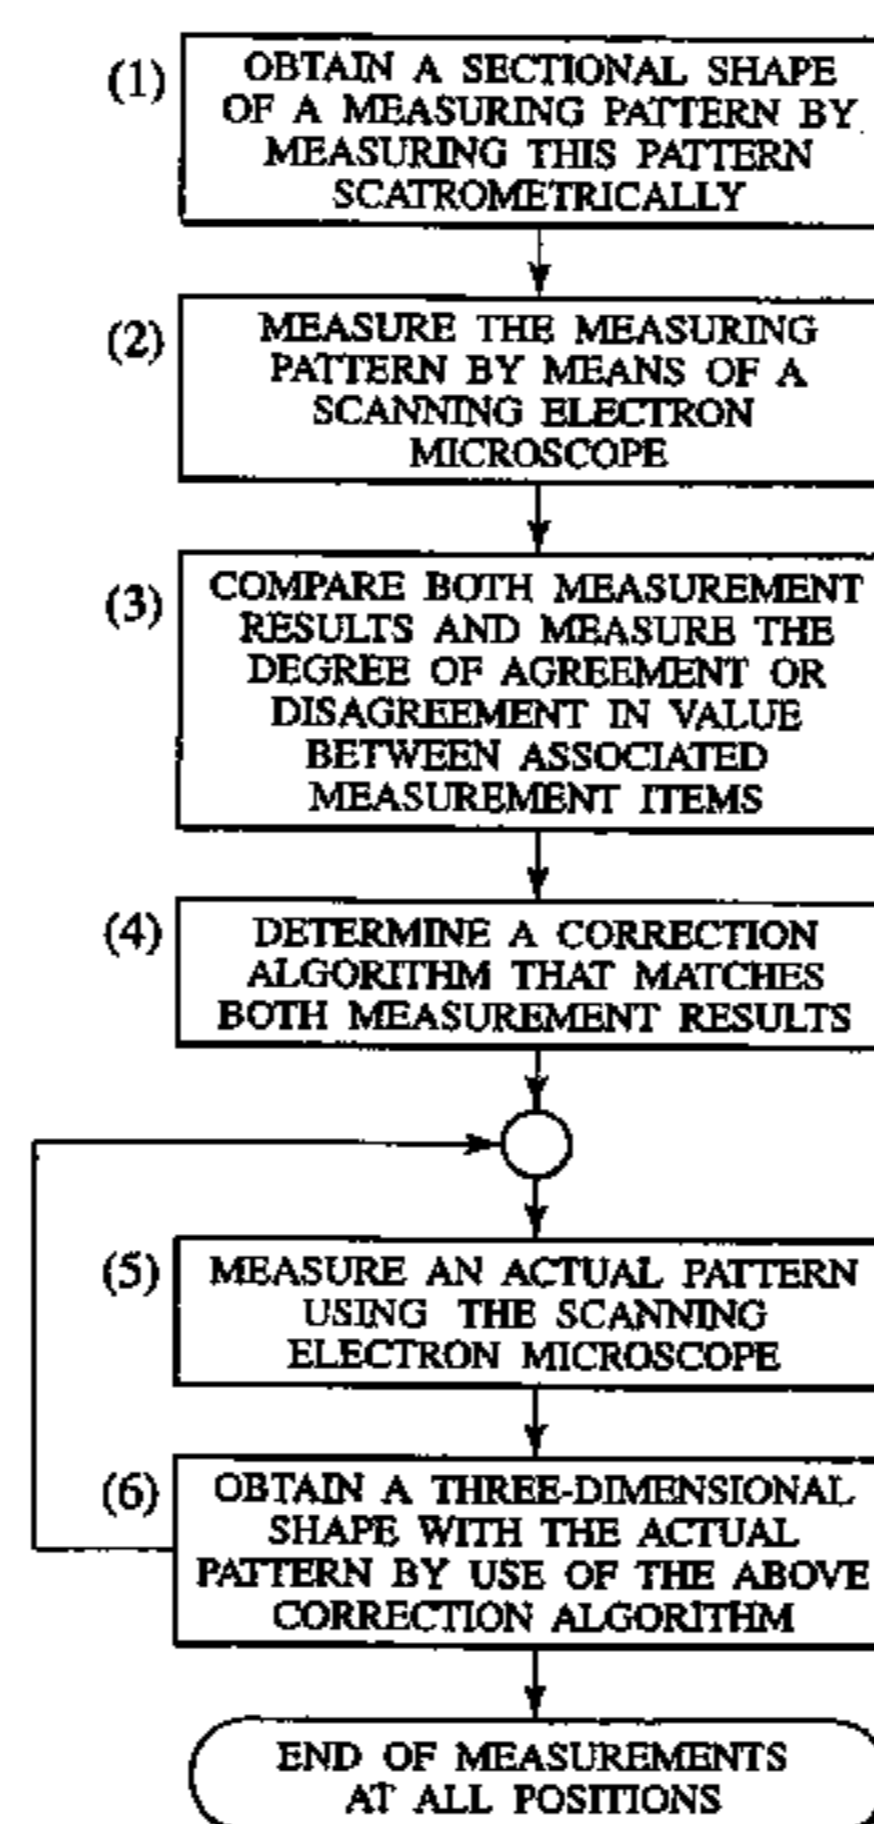 (1)
OBTAIN A SECTIONAL SHAPE
OF A MEASURING PATTERN BY
MEASURING THIS PATTERN
SCATROMETRICALLY
(2)
MEASURE THE MEASURING
PATTERN BY MEANS OF A
SCANNING ELECTRON
MICROSCOPE
(3)
COMPARE BOTH MEASUREMENT
RESULTS AND MEASURE THE
DEGREE OF AGREEMENT OR
DISAGREEMENT IN VALUE
BETWEEN ASSOCIATED
MEASUREMENT ITEMS
(4)
DETERMINE A CORRECTION
ALGORITHM THAT MATCHES
BOTH MEASUREMENT RESULTS
(5)
MEASURE AN ACTUAL PATTERN
USING THE SCANNING
ELECTRON MICROSCOPE
(6)
OBTAIN A THREE-DIMENSIONAL
SHAPE WITH THE ACTUAL
PATTERN BY USE OF THE ABOVE
CORRECTION ALGORITHM
END OF MEASUREMENTS
AT ALL POSITIONS